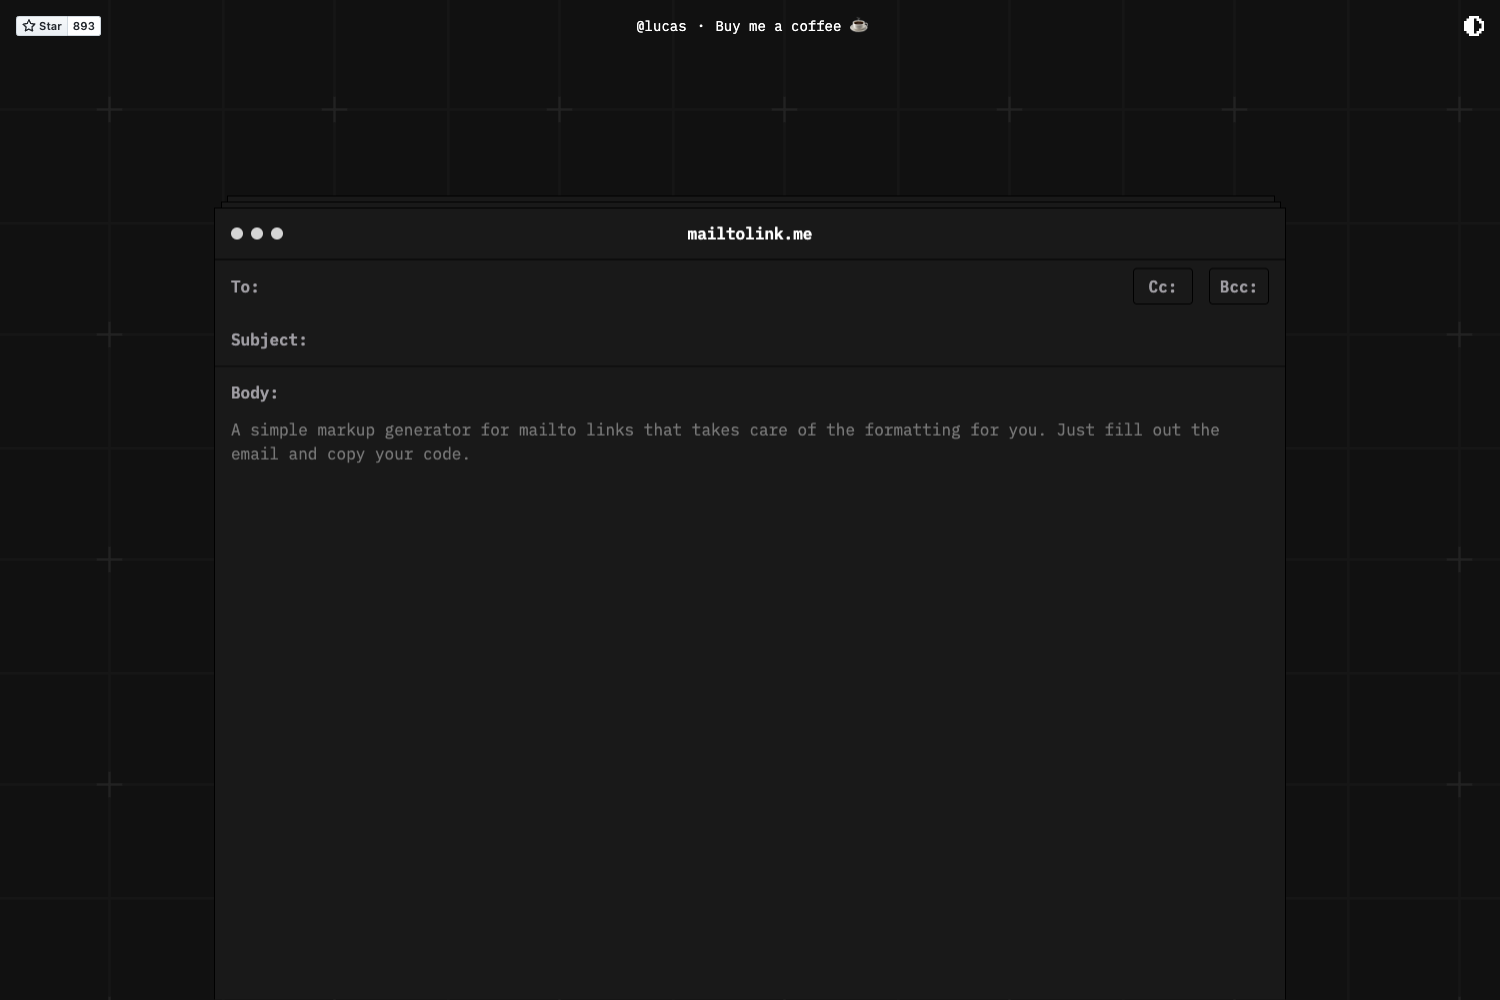 Star 893
@lucas · Buy me a coffee ☕
mailtolink.me
To:
Cc: Bcc:
Subject:
Body:
A simple markup generator for mailto links that takes care of the formatting for you. Just fill out the
email and copy your code.